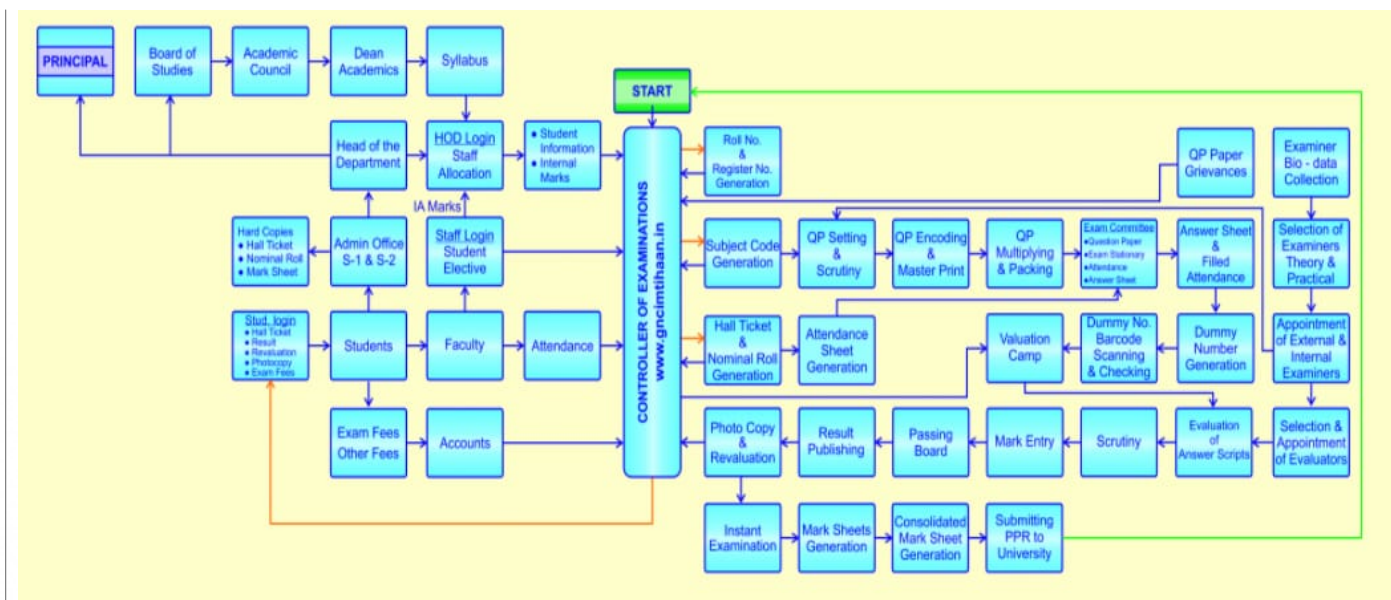 PRINCIPAL
Board of
Studies
Academic
Council
Dean
Academics
Syllabus
START
Head of the
Department
HOD Login
Staff
Allocation
● Student
Information
● Internal
Marks
Roll No.
&
Register No.
Generation
QP Paper
Grievances
Examiner
Bio - data
Collection
IA Marks
Hard Copies
● Hall Ticket
● Nominal Roll
● Mark Sheet
Admin Office
S-1 & S-2
Staff Login
Student
Elective
CONTROLLER OF EXAMINATIONS
www.gncimtihaan.in
Subject Code
Generation
QP Setting
&
Scrutiny
QP Encoding
&
Master Print
QP
Multiplying
& Packing
Exam Committee
●Question Paper
●Exam Stationary
●Attendance
●Answer Sheet
Answer Sheet
&
Filled
Attendance
Selection of
Examiners
Theory &
Practical
Stud. login
● Hall Ticket
● Result
● Revaluation
● Photocopy
● Exam Fees
Students
Faculty
Attendance
Hall Ticket
&
Nominal Roll
Generation
Attendance
Sheet
Generation
Valuation
Camp
Dummy No.
Barcode
Scanning
& Checking
Dummy
Number
Generation
Appointment
of External &
Internal
Examiners
Exam Fees
Other Fees
Accounts
Photo Copy
&
Revaluation
Result
Publishing
Passing
Board
Mark Entry
Scrutiny
Evaluation
of
Answer Scripts
Selection &
Appointment
of Evaluators
Instant
Examination
Mark Sheets
Generation
Consolidated
Mark Sheet
Generation
Submitting
PPR to
University